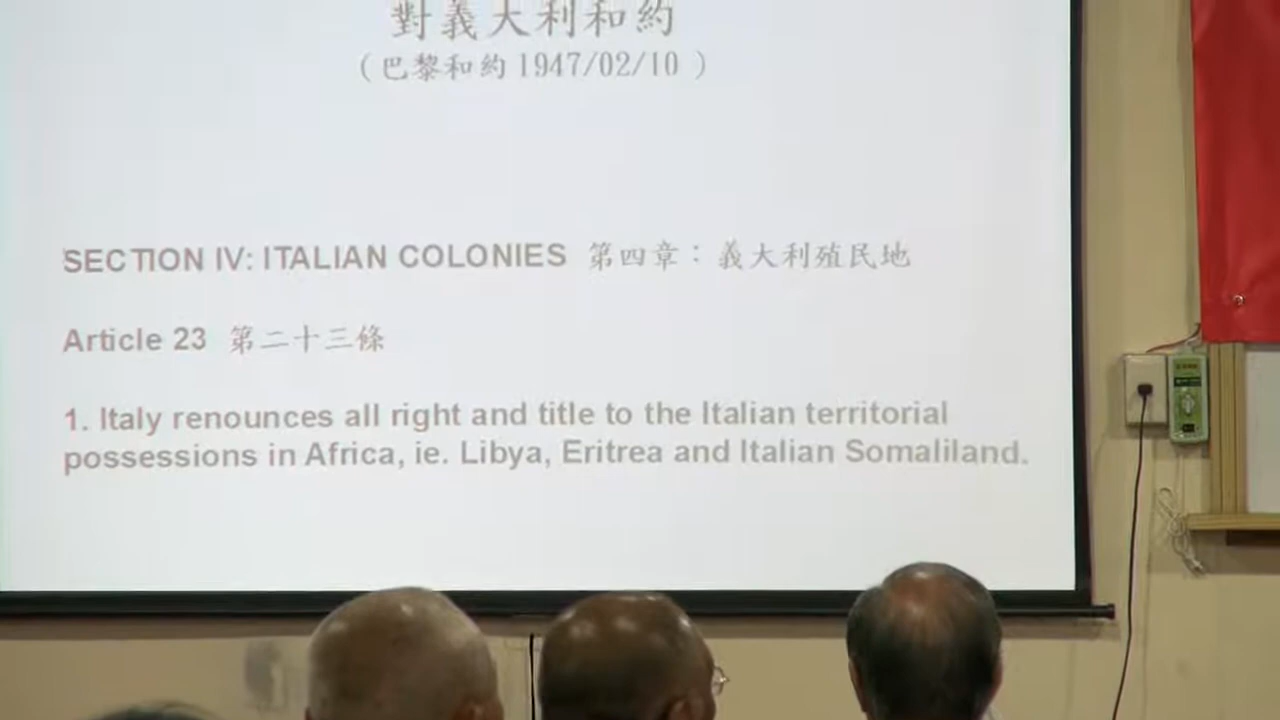 對義大利和約
(巴黎和約 1947/02/10 )
SECTION IV: ITALIAN COLONIES 第四章：義大利殖民地
Article 23 第二十三條
1. Italy renounces all right and title to the Italian territorial
possessions in Africa, ie. Libya, Eritrea and Italian Somaliland.